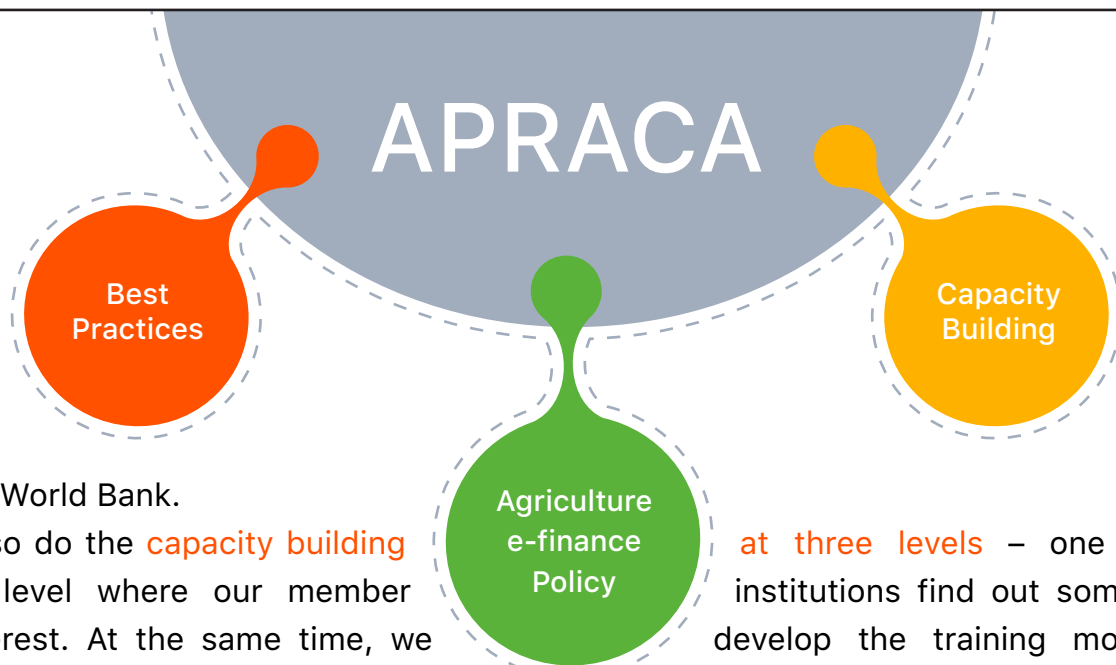 APRACA
Best
Practices
Capacity
Building
Agriculture
e-finance
Policy
World Bank.
do the capacity building at three levels – one
level where our member institutions find out
At the same time, we develop the training